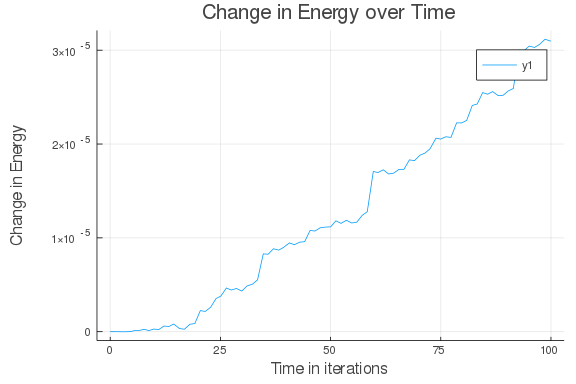 Change in Energy over Time
Change in Energy
3×10⁻⁵
2×10⁻⁵
1×10⁻⁵
0
y1
0 25 50 75 100
Time in iterations